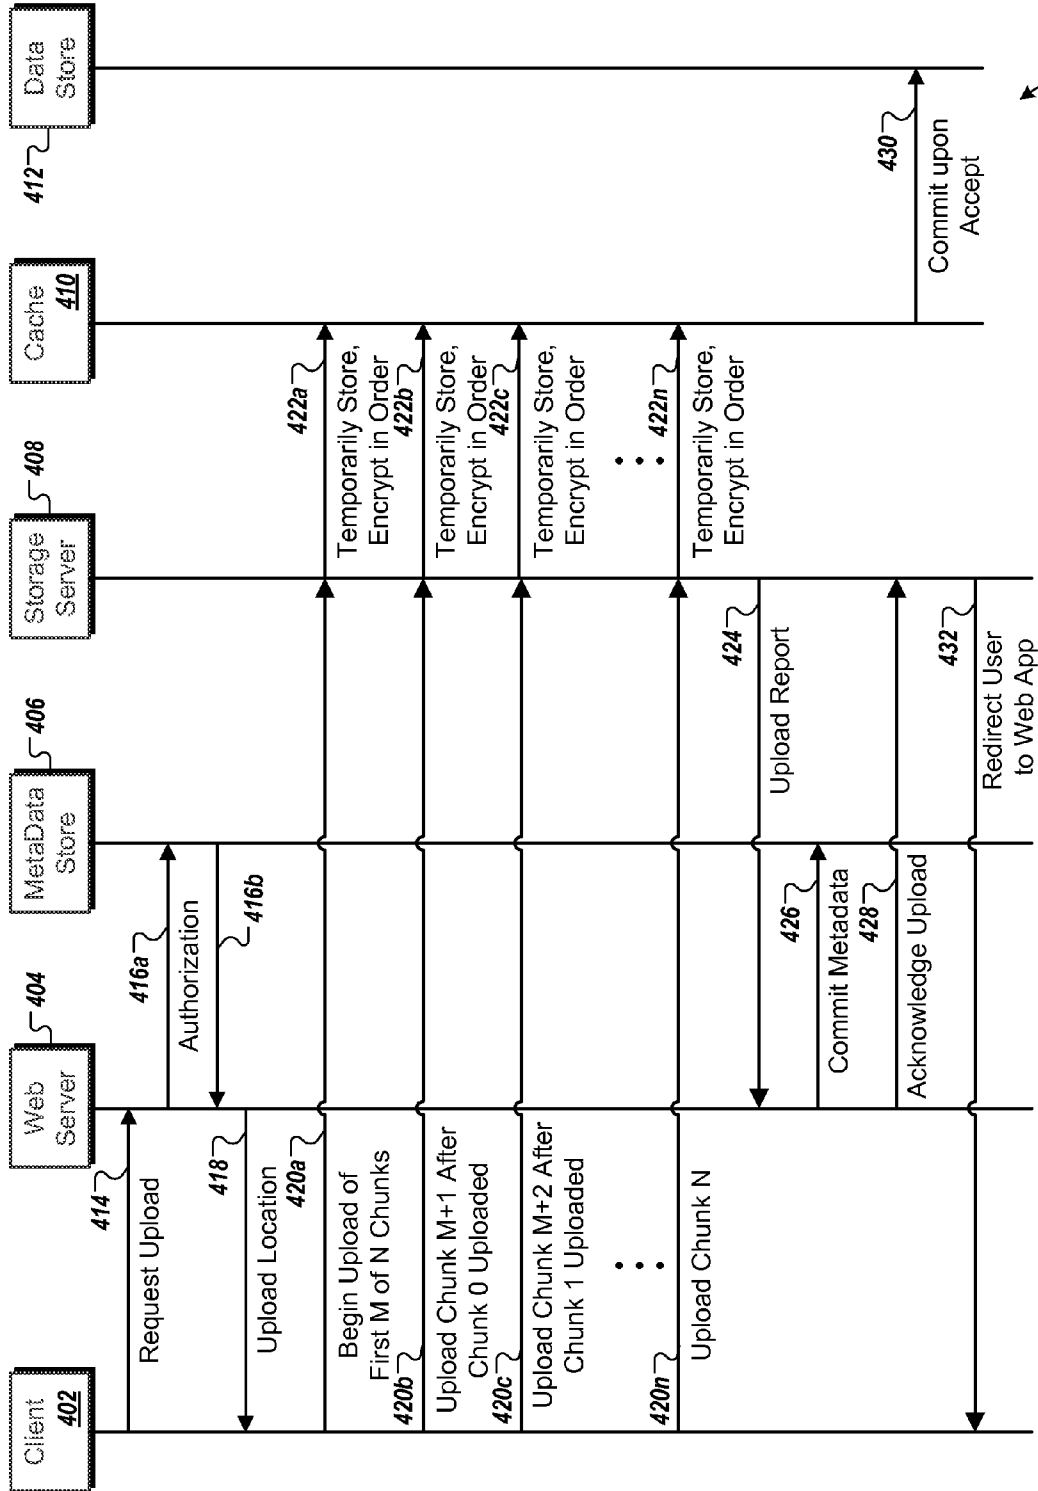 Client
402
Web
Server
404
MetaData
Store
406
Storage
Server
408
Cache
410
Data
Store
412
414
Request Upload
416a
Authorization
416b
418
Upload Location
420a
Begin Upload of
First M of N Chunks
422a
Temporarily Store,
Encrypt in Order
420b
Upload Chunk M+1 After
Chunk 0 Uploaded
422b
Temporarily Store,
Encrypt in Order
420c
Upload Chunk M+2 After
Chunk 1 Uploaded
422c
Temporarily Store,
Encrypt in Order
420n
Upload Chunk N
422n
Temporarily Store,
Encrypt in Order
424
Upload Report
426
Commit Metadata
428
Acknowledge Upload
430
Commit upon
Accept
432
Redirect User
to Web App